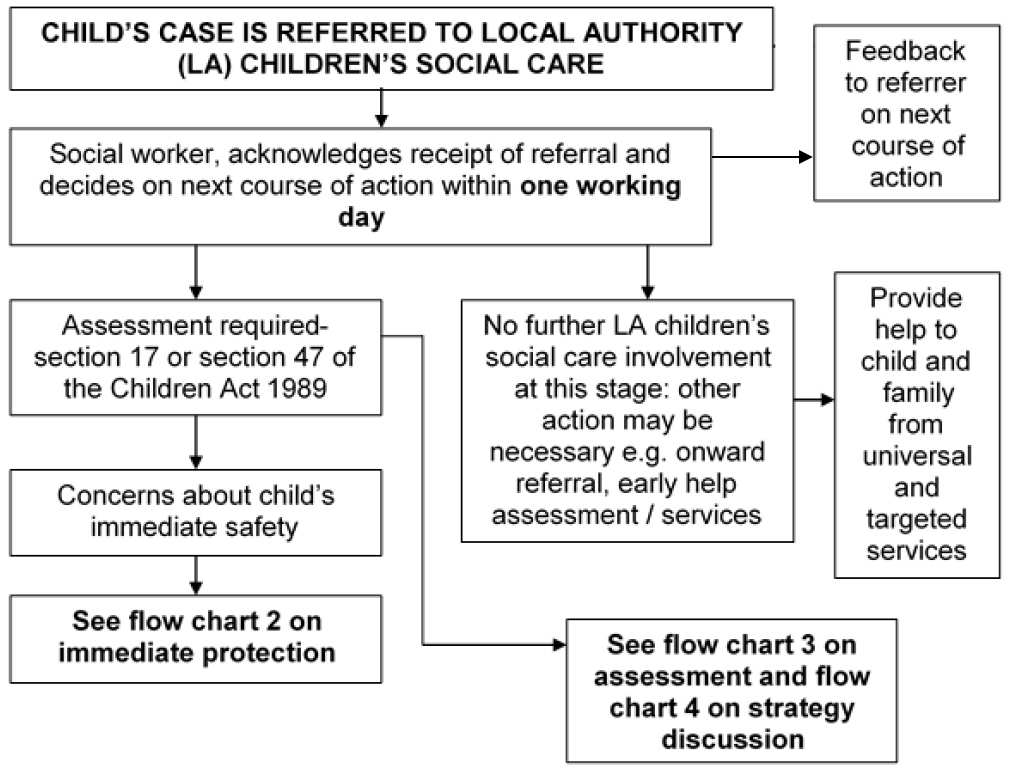 CHILD'S CASE IS REFERRED TO LOCAL AUTHORITY
(LA) CHILDREN'S SOCIAL CARE
Feedback
to referrer
on next
course of
action
Social worker, acknowledges receipt of referral and
decides on next course of action within one working
day
Assessment required-
section 17 or section 47 of
the Children Act 1989
No further LA children's
social care involvement
at this stage: other
action may be
necessary e.g. onward
referral, early help
assessment / services
Provide
help to
child and
family
from
universal
and
targeted
services
Concerns about child's
immediate safety
See flow chart 2 on
immediate protection
See flow chart 3 on
assessment and flow
chart 4 on strategy
discussion